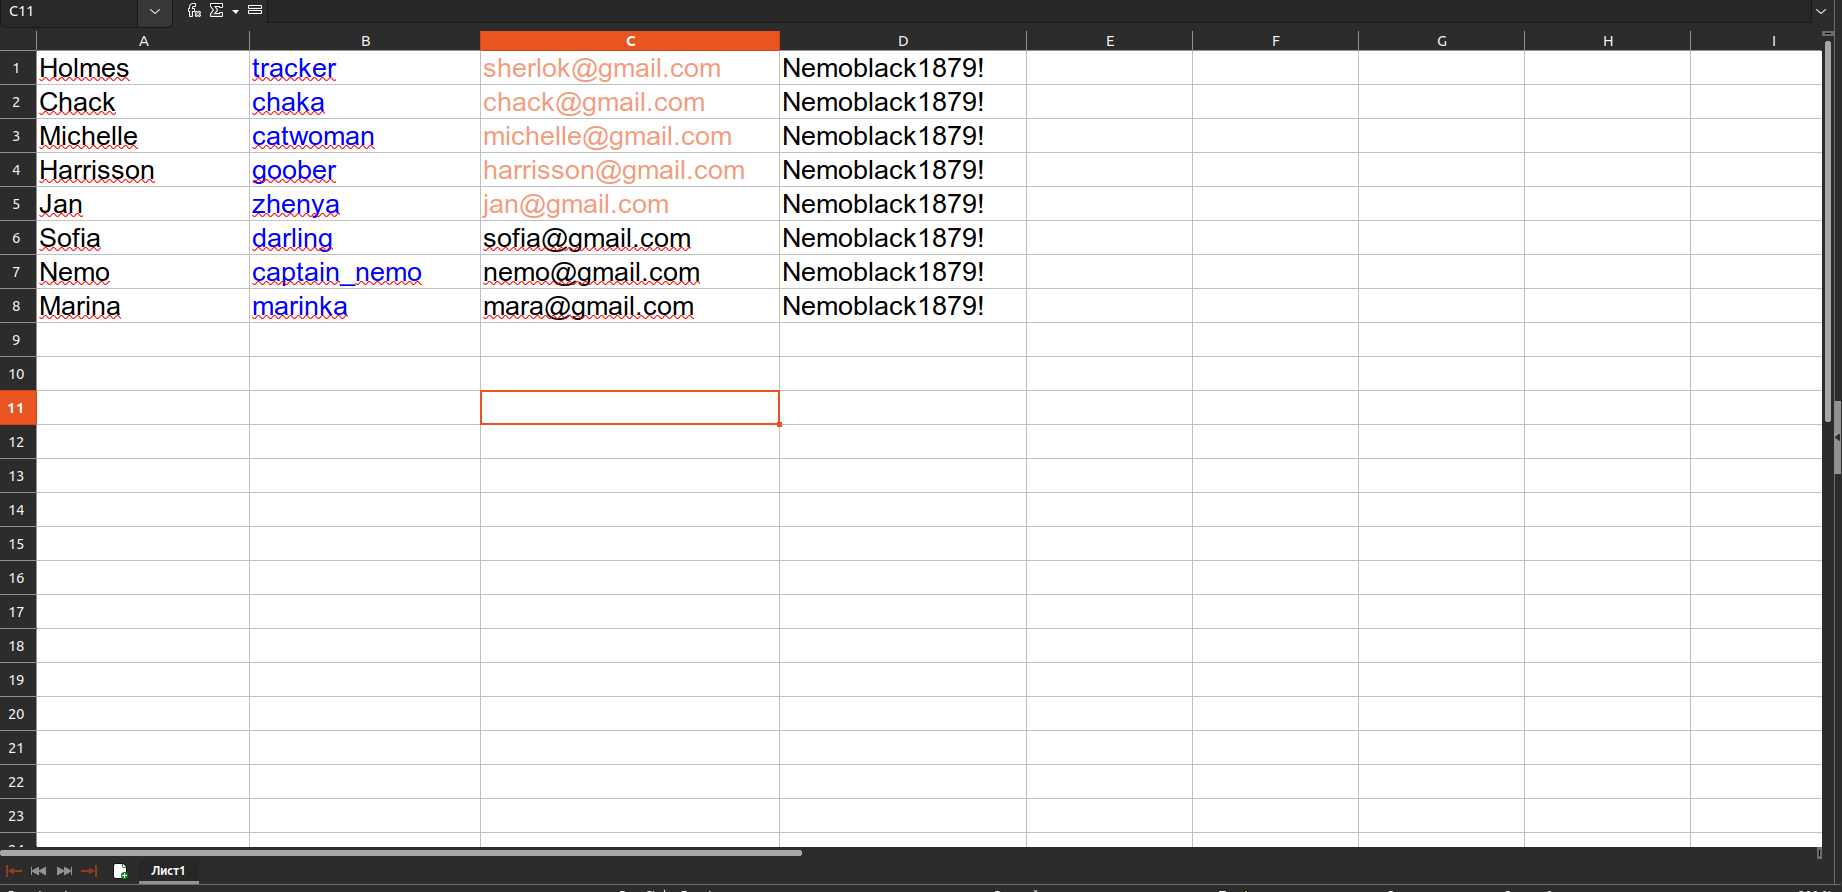 C11
A B C D E F G H I
1 Holmes tracker sherlok@gmail.com Nemoblack1879!
2 Chack chaka chack@gmail.com Nemoblack1879!
3 Michelle catwoman michelle@gmail.com Nemoblack1879!
4 Harrisson goober harrisson@gmail.com Nemoblack1879!
5 Jan zhenya jan@gmail.com Nemoblack1879!
6 Sofia darling sofia@gmail.com Nemoblack1879!
7 Nemo captain_nemo nemo@gmail.com Nemoblack1879!
8 Marina marinka mara@gmail.com Nemoblack1879!
9
10
11
12
13
14
15
16
17
18
19
20
21
22
23
Лист1